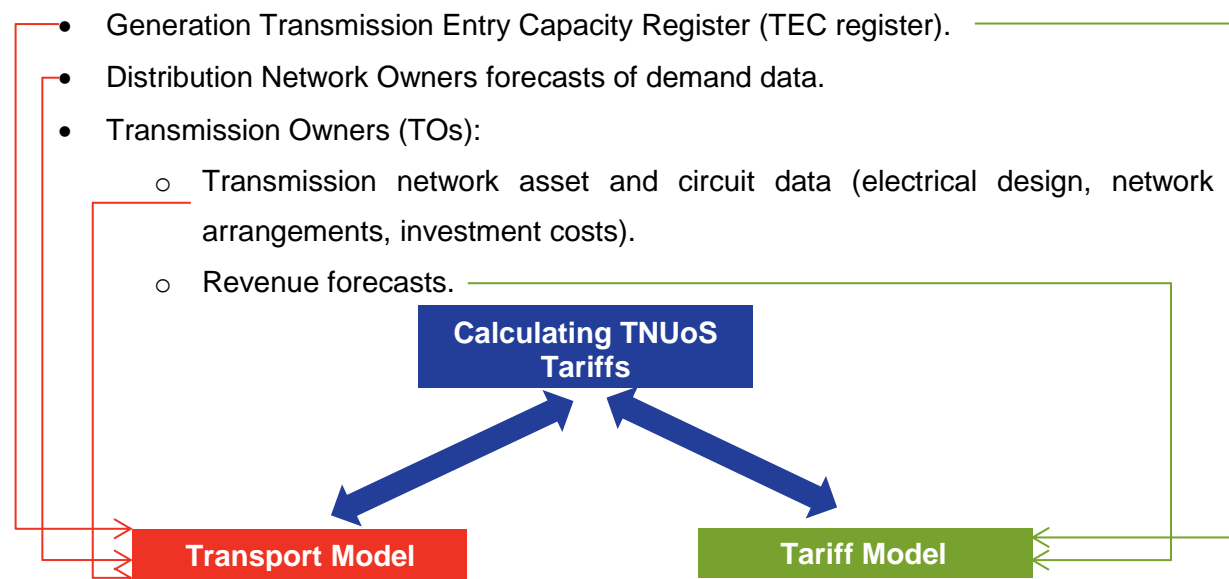 • Generation Transmission Entry Capacity Register (TEC register).
• Distribution Network Owners forecasts of demand data.
• Transmission Owners (TOs):
o Transmission network asset and circuit data (electrical design, network
arrangements, investment costs).
o Revenue forecasts.
Calculating TNUoS
Tariffs
Transport Model
Tariff Model